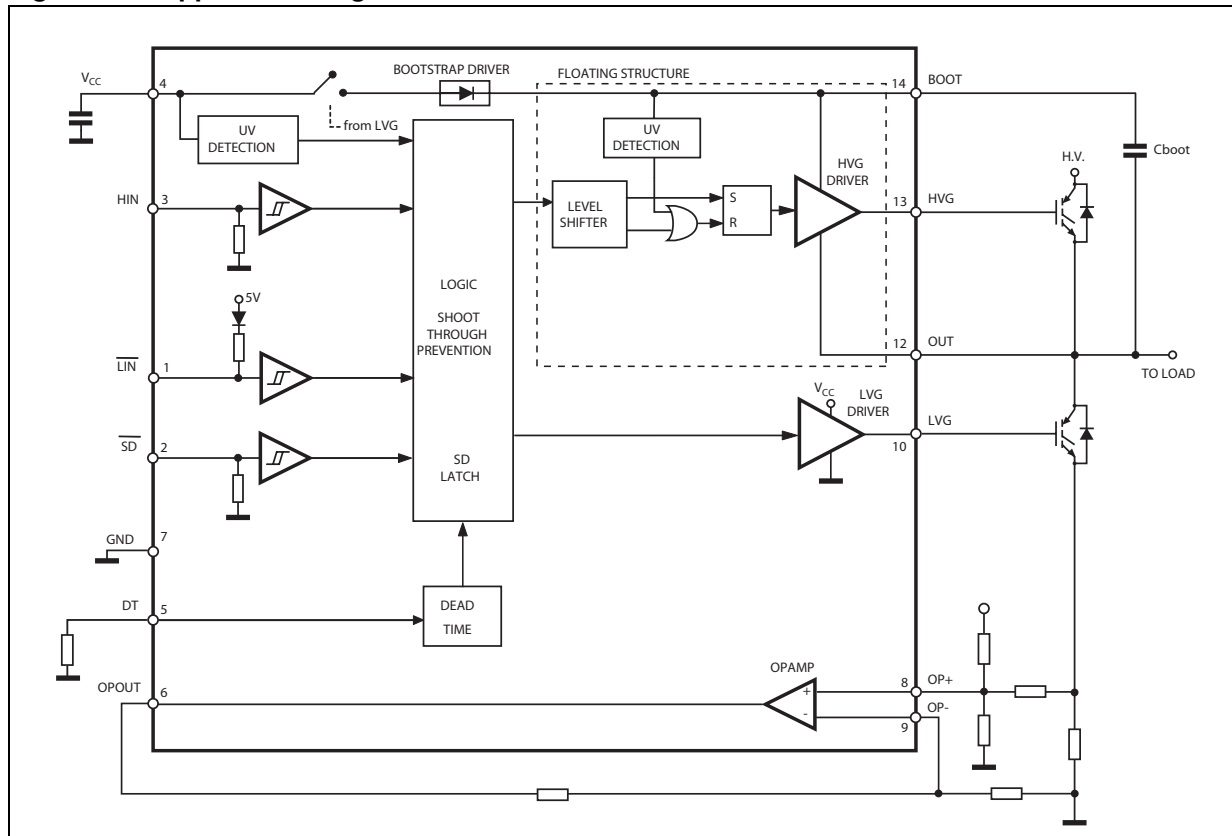 BOOTSTRAP DRIVER
FLOATING STRUCTURE
VCC
4
14
BOOT
from LVG
UV
DETECTION
UV
DETECTION
H.V.
Cboot
HVG
DRIVER
HIN
3
LEVEL
SHIFTER
S
R
13
HVG
LOGIC
SHOOT
THROUGH
PREVENTION
5V
12
OUT
TO LOAD
LIN
1
VCC
LVG
DRIVER
LVG
10
SD
2
SD
LATCH
GND
7
DT
5
DEAD
TIME
OPAMP
OPOUT
6
+
-
8
OP+
OP-
9